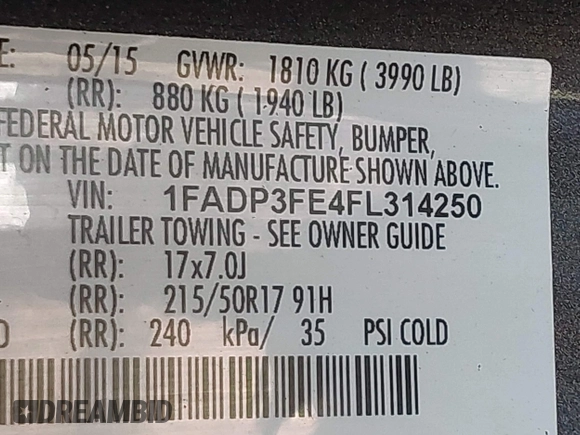 E: 05/15 GVWR: 1810 KG ( 3990 LB)
(RR): 880 KG ( 1940 LB)
FEDERAL MOTOR VEHICLE SAFETY, BUMPER,
T ON THE DATE OF MANUFACTURE SHOWN ABOVE.
VIN: 1FADP3FE4FL314250
TRAILER TOWING - SEE OWNER GUIDE
(RR): 17x7.0J
(RR): 215/50R17 91H
0 (RR): 240 kPa/ 35 PSI COLD
DREAMBID